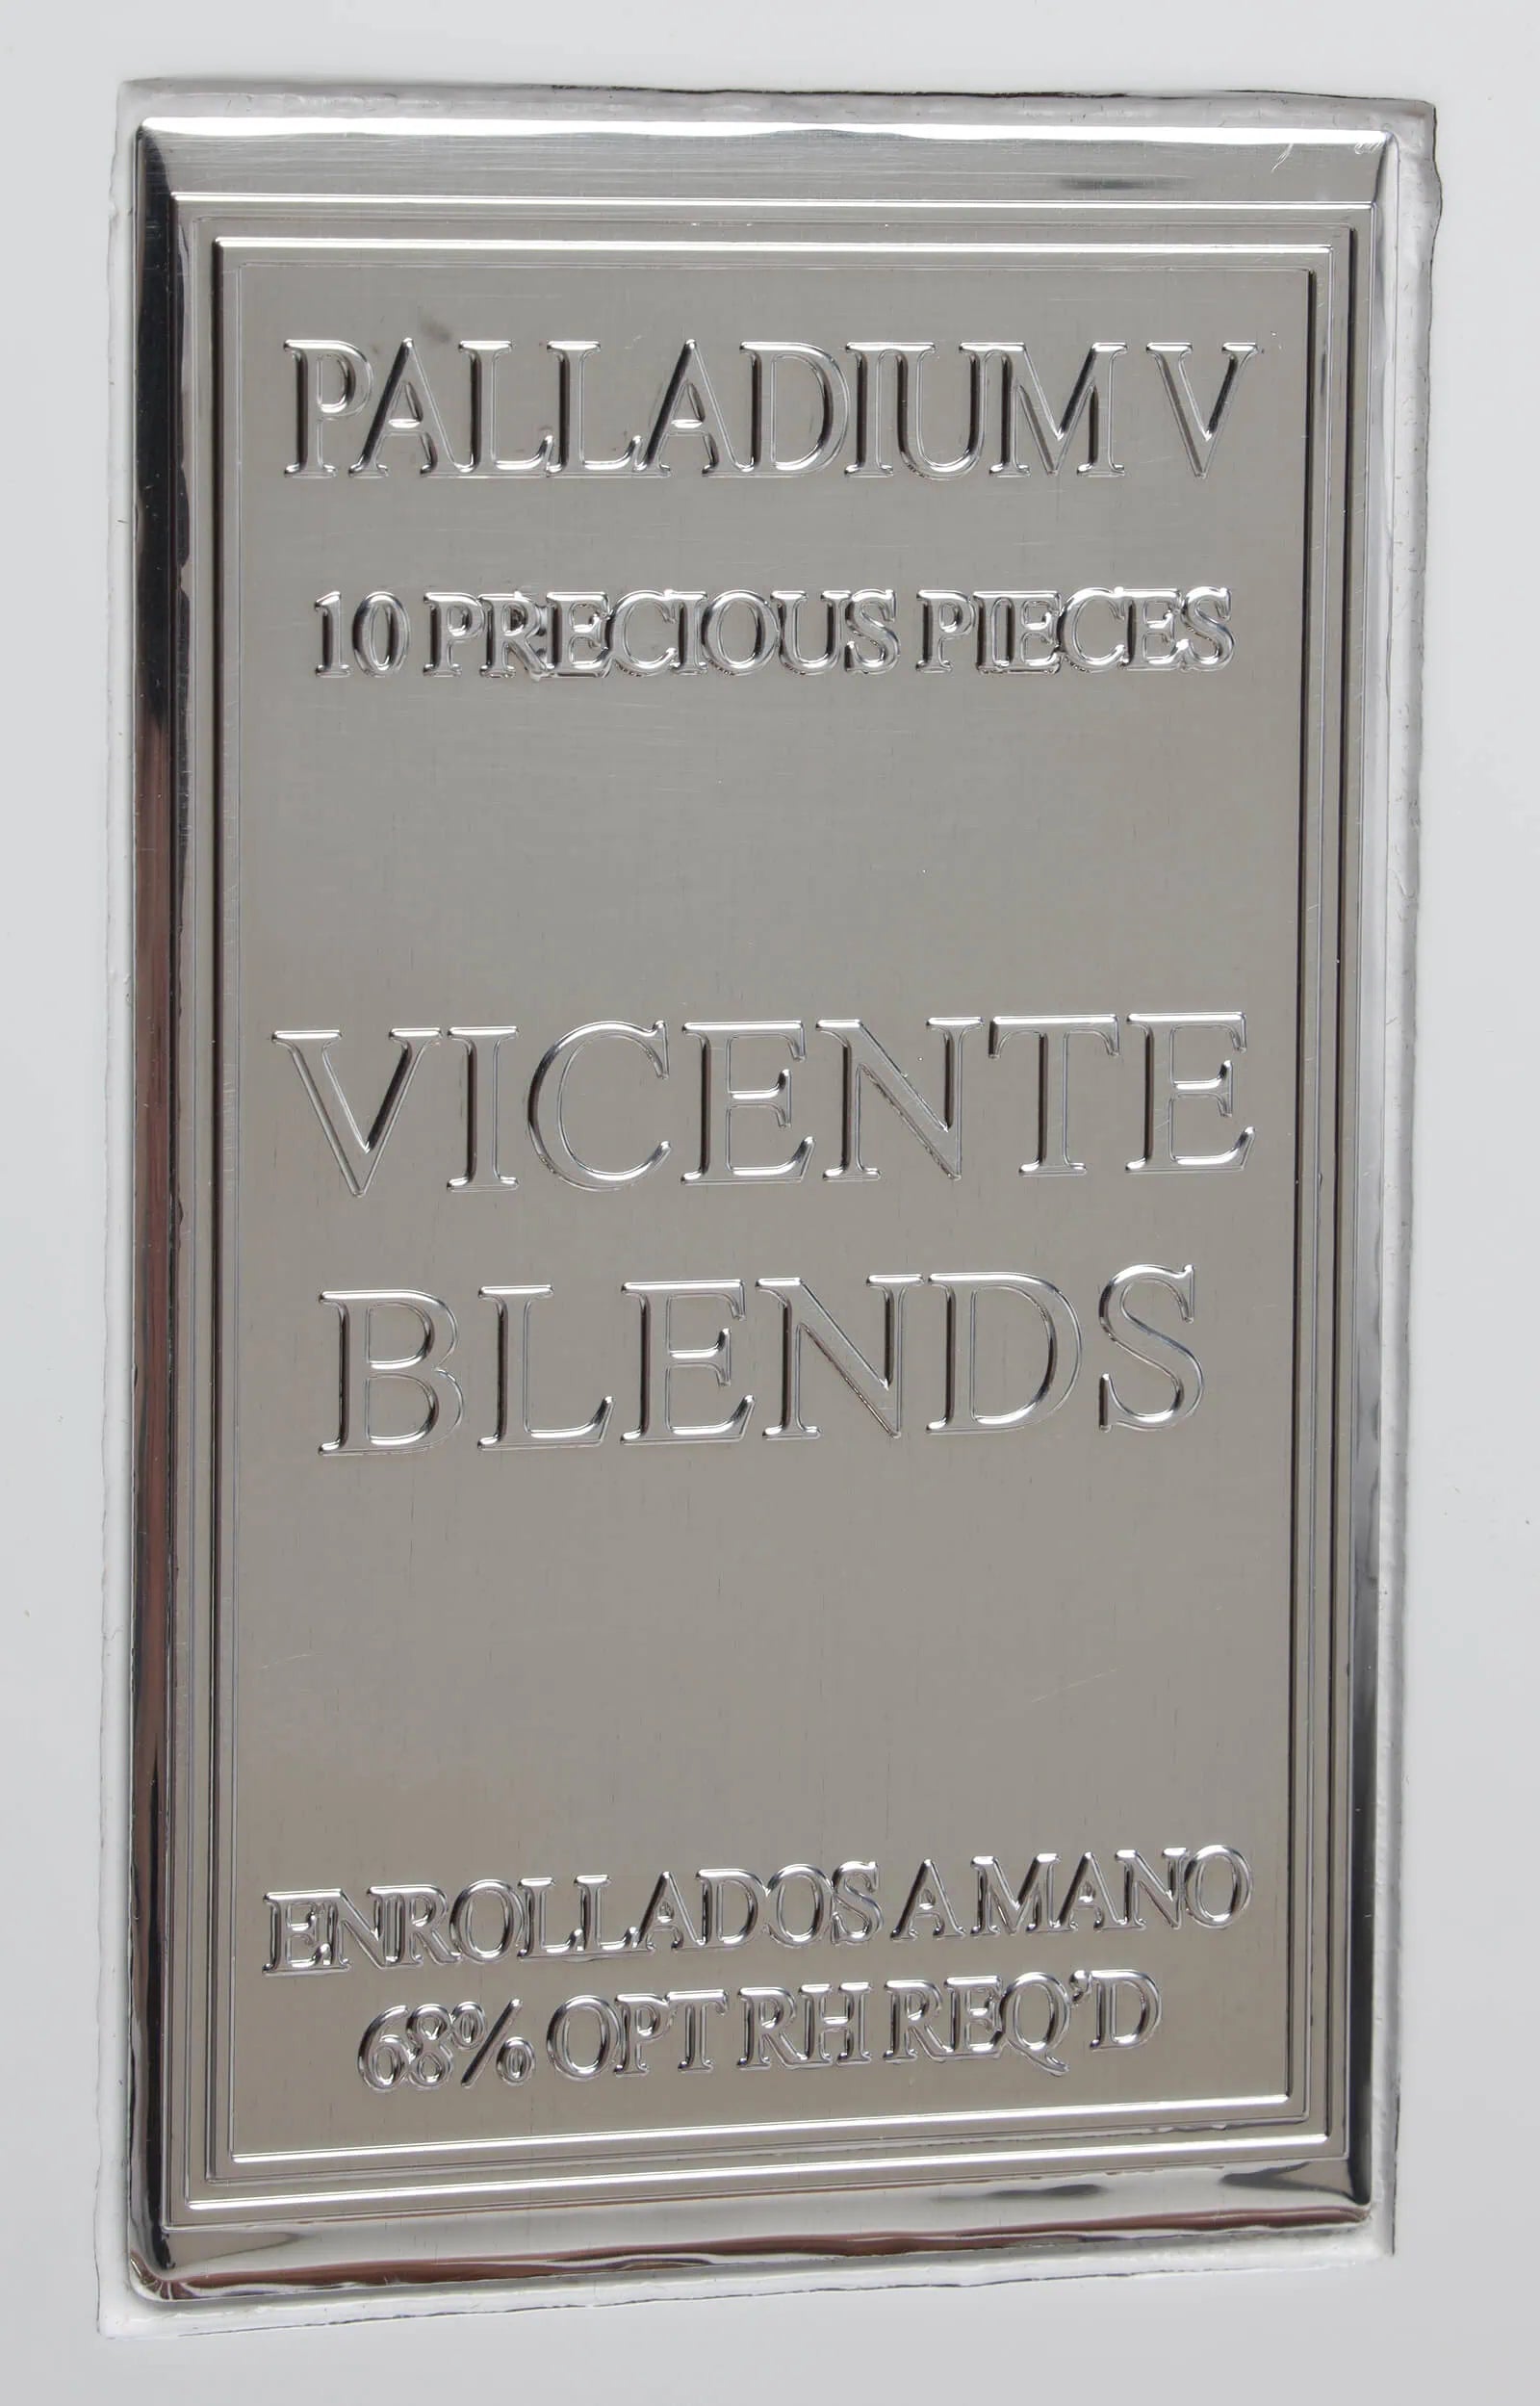 PALLADIUM V
10 PRECIOUS PIECES
VICENTE
BLENDS
ENROLLADOS A MANO
68% OPT RH REQ'D